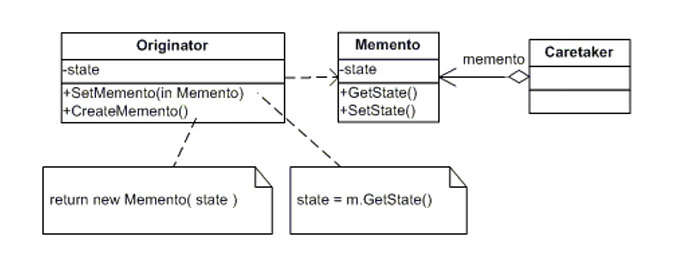 Originator
-state
+SetMemento(in Memento)
+CreateMemento()
Memento
-state
+GetState()
+SetState()
memento
Caretaker
return new Memento( state )
state = m.GetState()